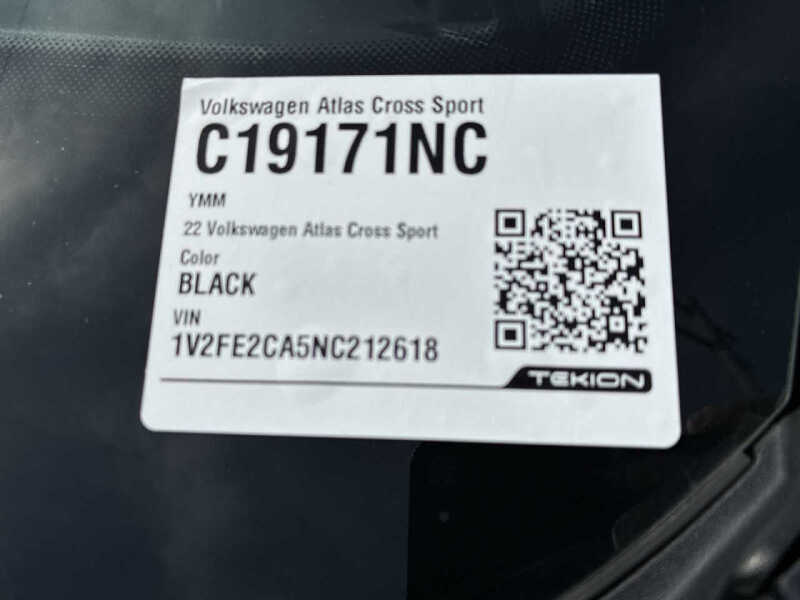 Volkswagen Atlas Cross Sport
C19171NC
YMM
22 Volkswagen Atlas Cross Sport
Color
BLACK
VIN
1V2FE2CA5NC212618
TEKION